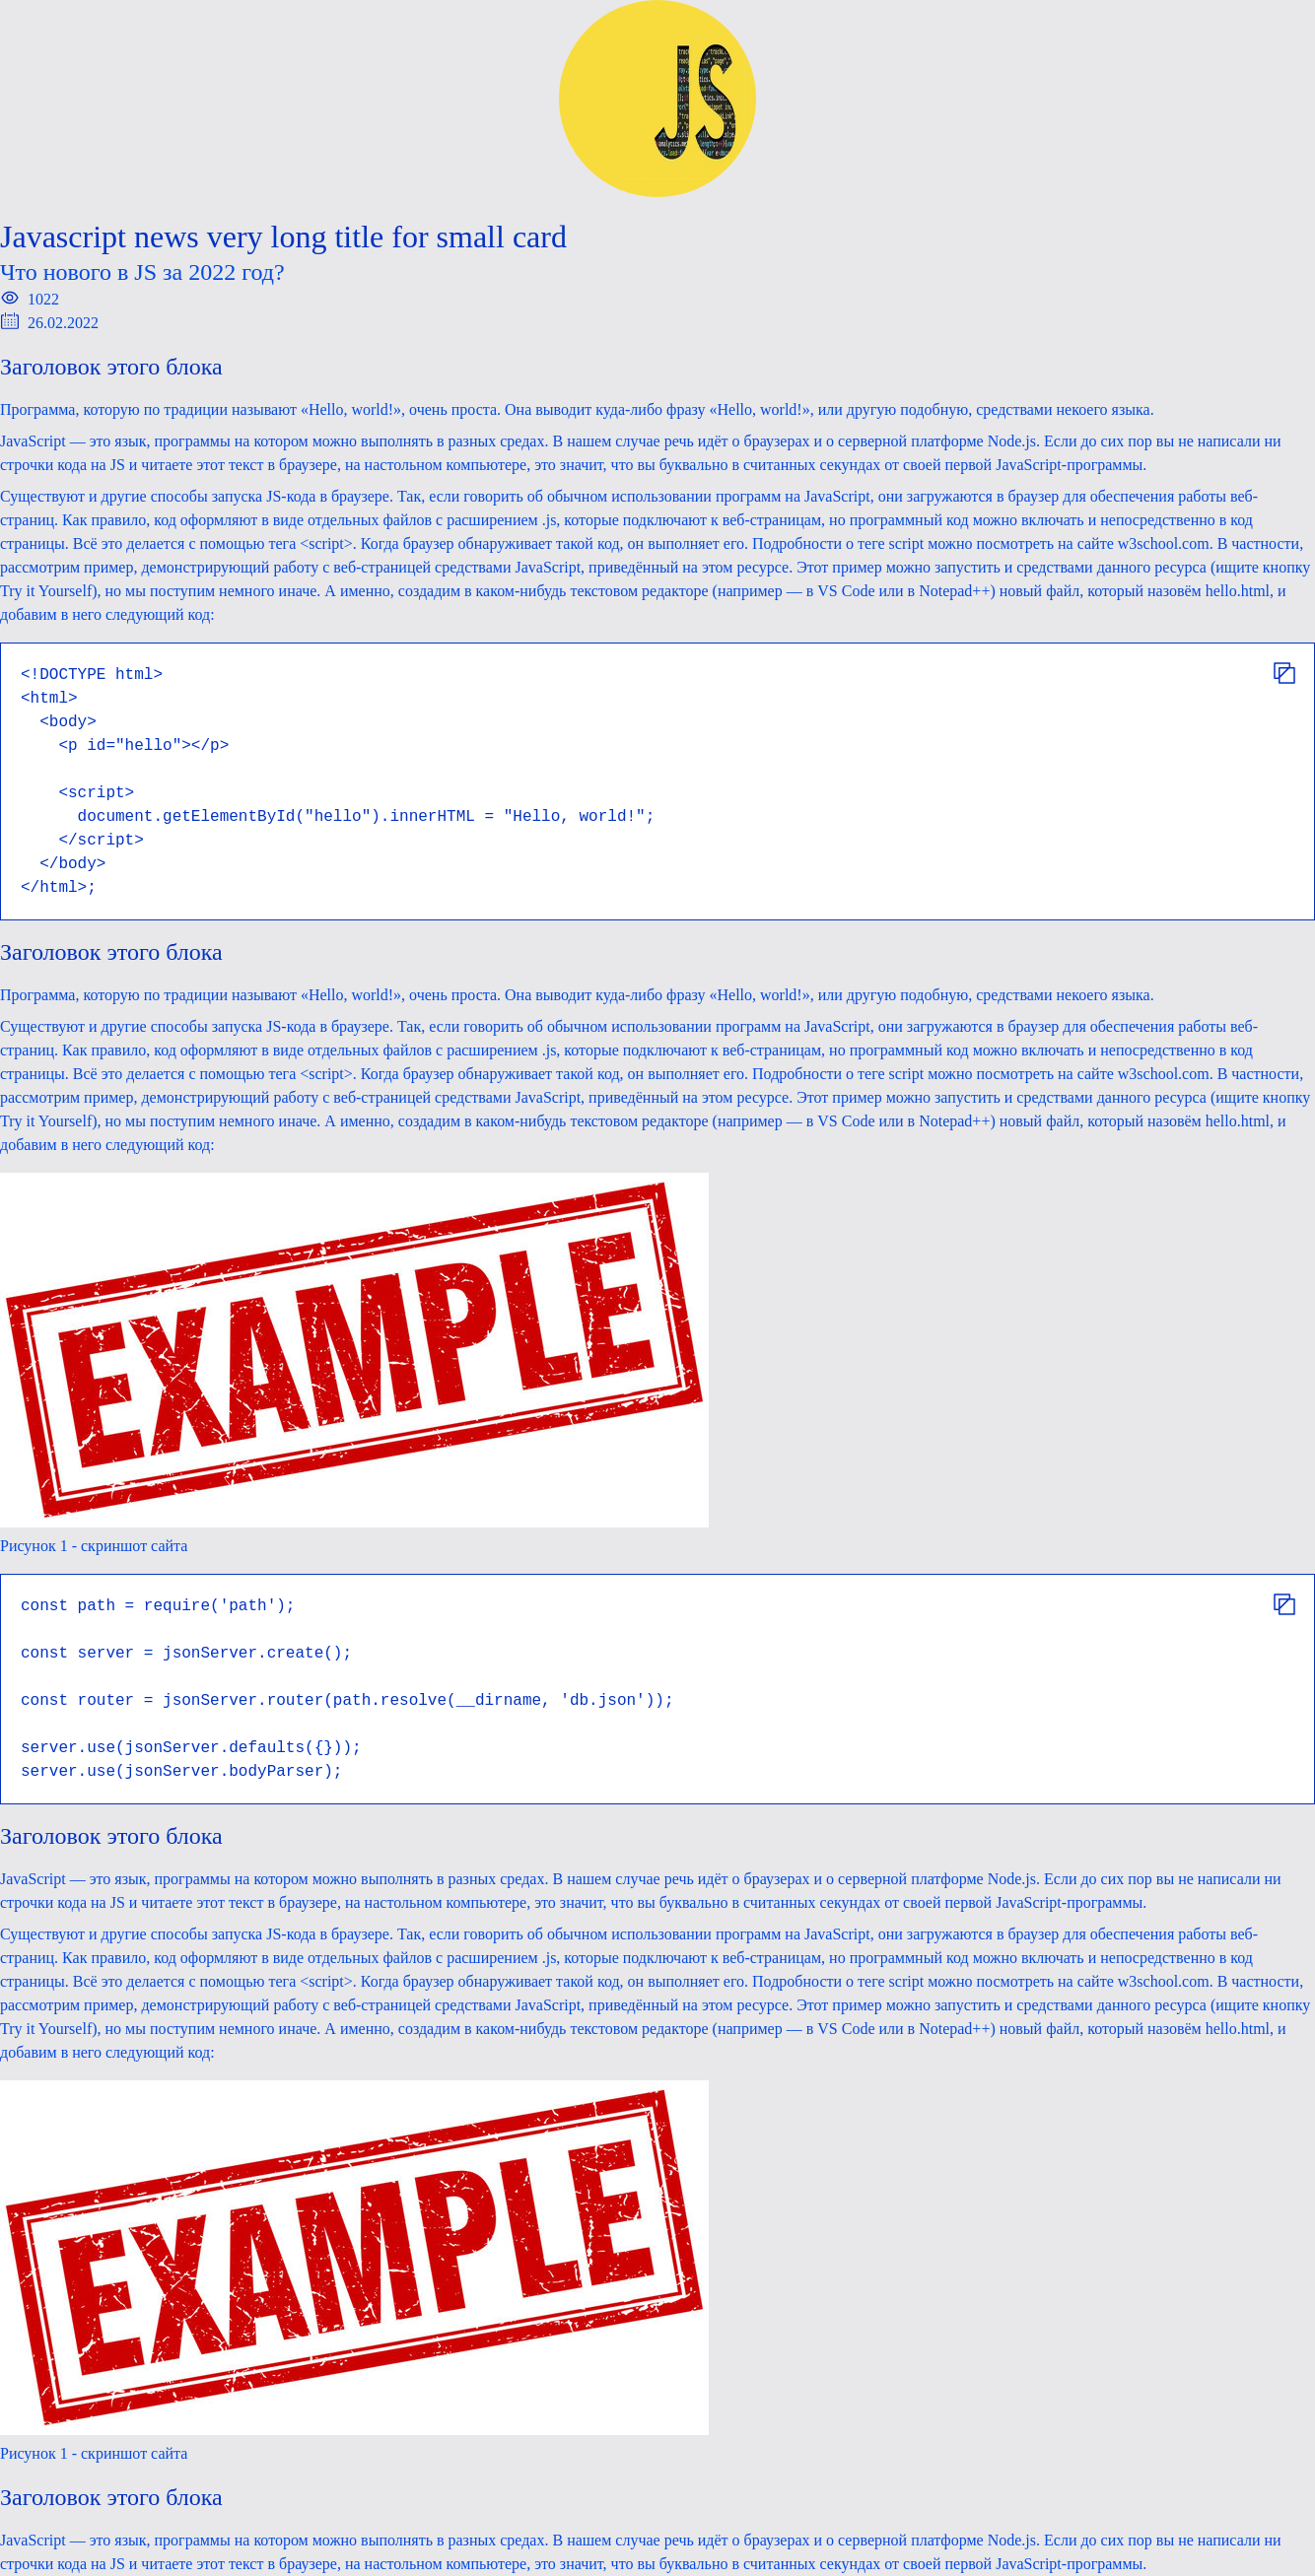 JS
Javascript news very long title for small card
Что нового в JS за 2022 год?
1022
26.02.2022
Заголовок этого блока
Программа, которую по традиции называют «Hello, world!», очень проста. Она выводит куда-либо фразу «Hello, world!», или другую подобную, средствами некоего языка.
JavaScript — это язык, программы на котором можно выполнять в разных средах. В нашем случае речь идёт о браузерах и о серверной платформе Node.js. Если до сих пор вы не написали ни
строчки кода на JS и читаете этот текст в браузере, на настольном компьютере, это значит, что вы буквально в считанных секундах от своей первой JavaScript-программы.
Существуют и другие способы запуска JS-кода в браузере. Так, если говорить об обычном использовании программ на JavaScript, они загружаются в браузер для обеспечения работы веб-
страниц. Как правило, код оформляют в виде отдельных файлов с расширением .js, которые подключают к веб-страницам, но программный код можно включать и непосредственно в код
страницы. Всё это делается с помощью тега <script>. Когда браузер обнаруживает такой код, он выполняет его. Подробности о теге script можно посмотреть на сайте w3school.com. В частности,
рассмотрим пример, демонстрирующий работу с веб-страницей средствами JavaScript, приведённый на этом ресурсе. Этот пример можно запустить и средствами данного ресурса (ищите кнопку
Try it Yourself), но мы поступим немного иначе. А именно, создадим в каком-нибудь текстовом редакторе (например — в VS Code или в Notepad++) новый файл, который назовём hello.html, и
добавим в него следующий код:
<!DOCTYPE html>
<html>
  <body>
    <p id="hello"></p>
    <script>
      document.getElementById("hello").innerHTML = "Hello, world!";
    </script>
  </body>
</html>;
Заголовок этого блока
Программа, которую по традиции называют «Hello, world!», очень проста. Она выводит куда-либо фразу «Hello, world!», или другую подобную, средствами некоего языка.
Существуют и другие способы запуска JS-кода в браузере. Так, если говорить об обычном использовании программ на JavaScript, они загружаются в браузер для обеспечения работы веб-
страниц. Как правило, код оформляют в виде отдельных файлов с расширением .js, которые подключают к веб-страницам, но программный код можно включать и непосредственно в код
страницы. Всё это делается с помощью тега <script>. Когда браузер обнаруживает такой код, он выполняет его. Подробности о теге script можно посмотреть на сайте w3school.com. В частности,
рассмотрим пример, демонстрирующий работу с веб-страницей средствами JavaScript, приведённый на этом ресурсе. Этот пример можно запустить и средствами данного ресурса (ищите кнопку
Try it Yourself), но мы поступим немного иначе. А именно, создадим в каком-нибудь текстовом редакторе (например — в VS Code или в Notepad++) новый файл, который назовём hello.html, и
добавим в него следующий код:
EXAMPLE
Рисунок 1 - скриншот сайта
const path = require('path');
const server = jsonServer.create();
const router = jsonServer.router(path.resolve(__dirname, 'db.json'));
server.use(jsonServer.defaults({}));
server.use(jsonServer.bodyParser);
Заголовок этого блока
JavaScript — это язык, программы на котором можно выполнять в разных средах. В нашем случае речь идёт о браузерах и о серверной платформе Node.js. Если до сих пор вы не написали ни
строчки кода на JS и читаете этот текст в браузере, на настольном компьютере, это значит, что вы буквально в считанных секундах от своей первой JavaScript-программы.
Существуют и другие способы запуска JS-кода в браузере. Так, если говорить об обычном использовании программ на JavaScript, они загружаются в браузер для обеспечения работы веб-
страниц. Как правило, код оформляют в виде отдельных файлов с расширением .js, которые подключают к веб-страницам, но программный код можно включать и непосредственно в код
страницы. Всё это делается с помощью тега <script>. Когда браузер обнаруживает такой код, он выполняет его. Подробности о теге script можно посмотреть на сайте w3school.com. В частности,
рассмотрим пример, демонстрирующий работу с веб-страницей средствами JavaScript, приведённый на этом ресурсе. Этот пример можно запустить и средствами данного ресурса (ищите кнопку
Try it Yourself), но мы поступим немного иначе. А именно, создадим в каком-нибудь текстовом редакторе (например — в VS Code или в Notepad++) новый файл, который назовём hello.html, и
добавим в него следующий код:
EXAMPLE
Рисунок 1 - скриншот сайта
Заголовок этого блока
JavaScript — это язык, программы на котором можно выполнять в разных средах. В нашем случае речь идёт о браузерах и о серверной платформе Node.js. Если до сих пор вы не написали ни
строчки кода на JS и читаете этот текст в браузере, на настольном компьютере, это значит, что вы буквально в считанных секундах от своей первой JavaScript-программы.